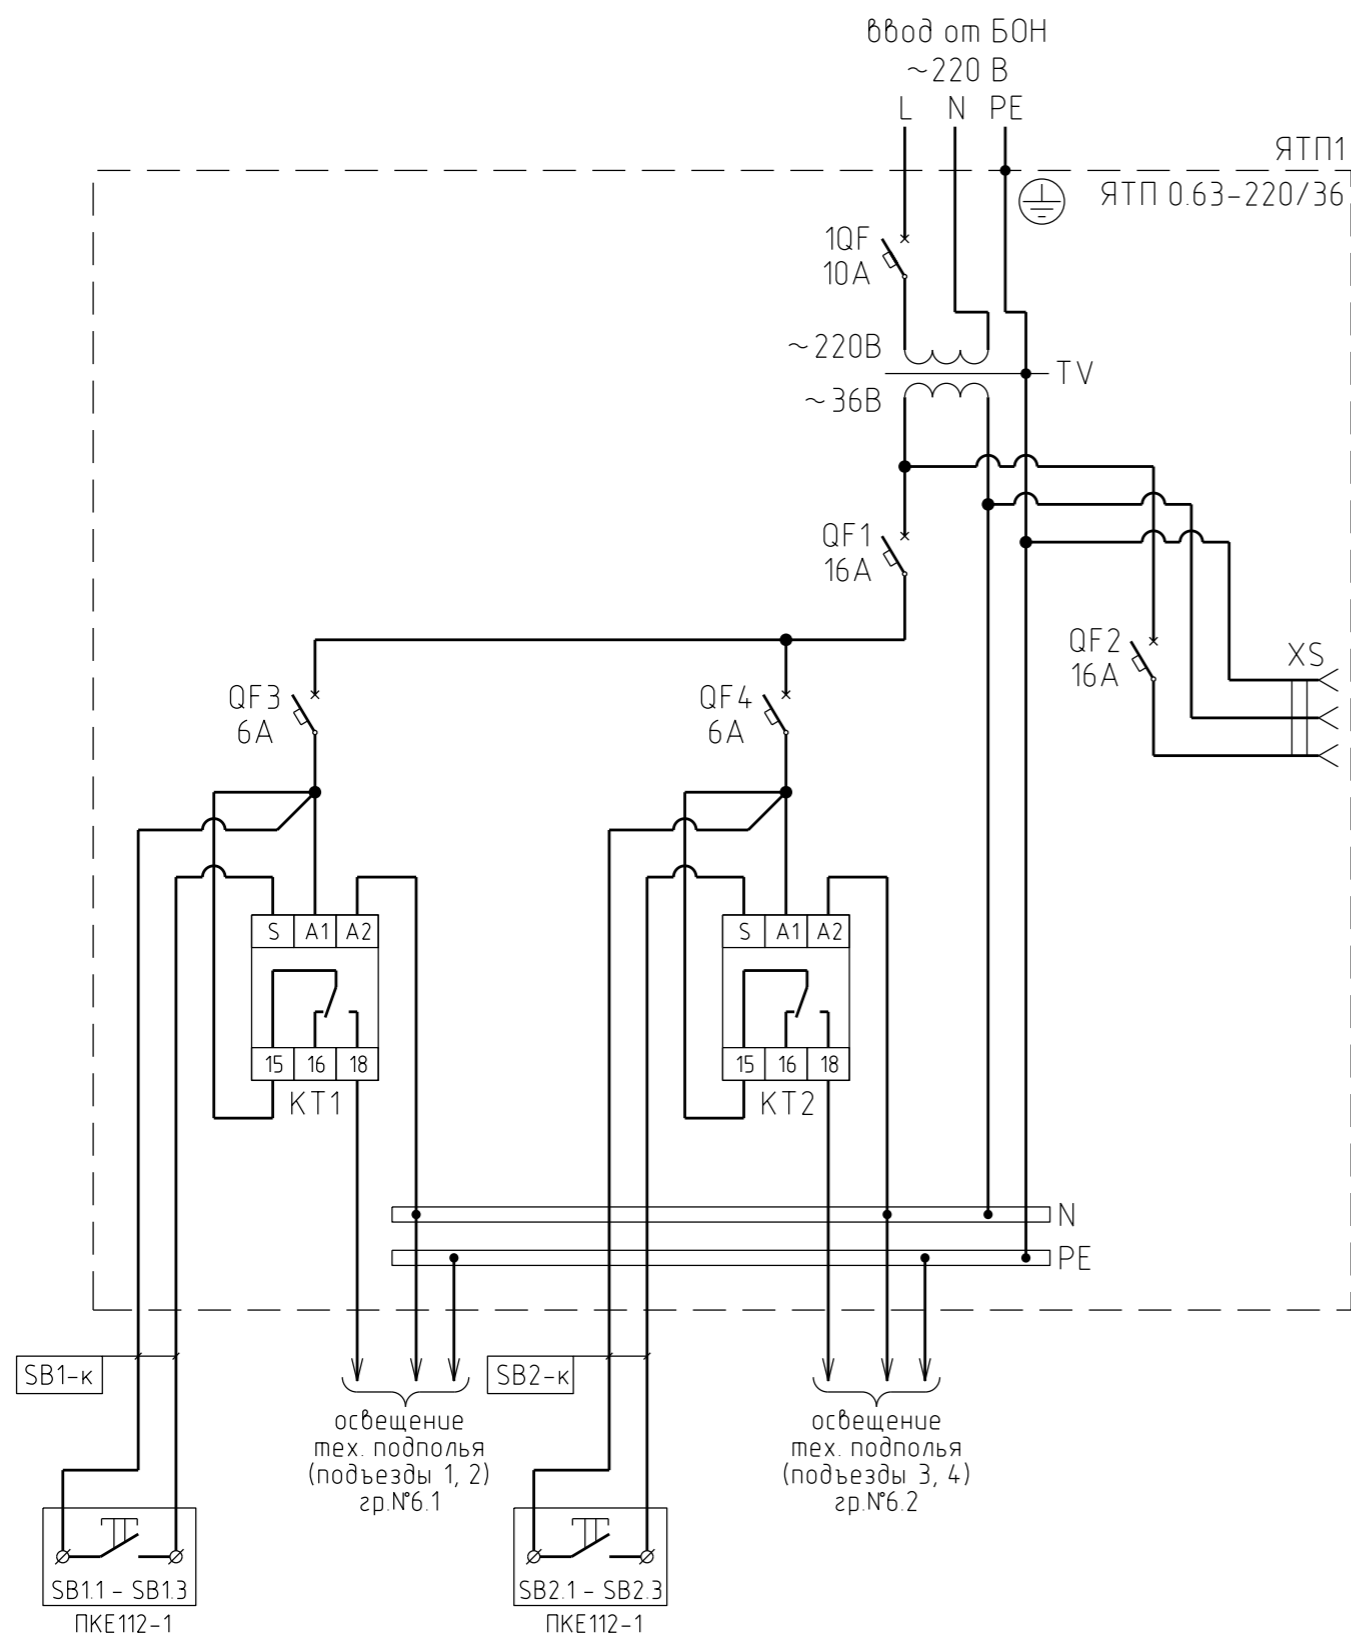 ввод от БОН
~220 В
L N PE
ЯТП1
ЯТП 0.63-220/36
1QF
10А
~220В
TV
~36В
QF1
16А
QF2
16А
XS
QF3
6А
QF4
6А
S A1 A2
S A1 A2
15 16 18
15 16 18
КТ1
КТ2
N
PE
SB1-к
SB2-к
освещение
тех. подполья
(подъезды 1, 2)
гр.№6.1
освещение
тех. подполья
(подъезды 3, 4)
гр.№6.2
SB1.1 - SB1.3
SB2.1 - SB2.3
ПКЕ112-1
ПКЕ112-1